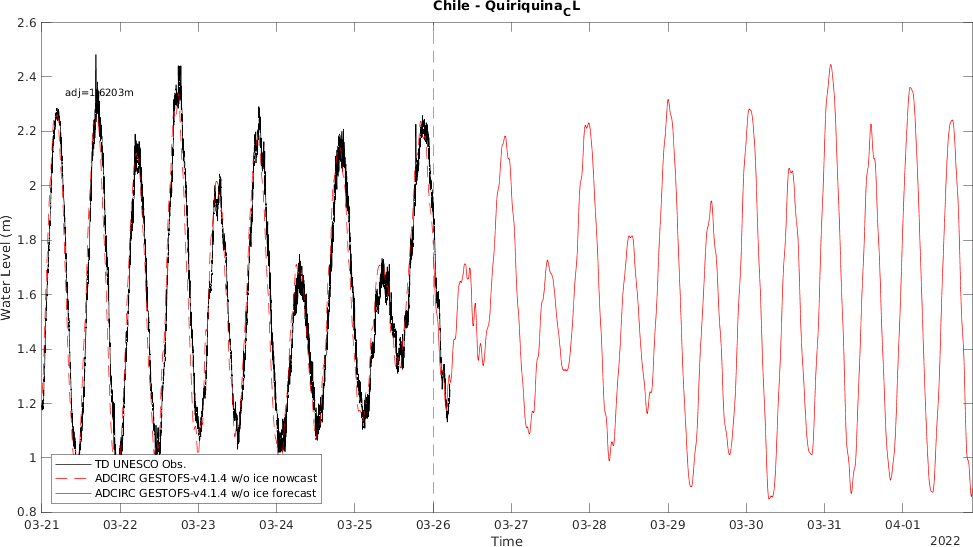 Chile - Quiriquina_CL
2.6
2.4
2.2
2
1.8
1.6
1.4
1.2
1
0.8
Water Level (m)
adj=1.6203m
TD UNESCO Obs.
ADCIRC GESTOFS-v4.1.4 w/o ice nowcast
ADCIRC GESTOFS-v4.1.4 w/o ice forecast
03-21 03-22 03-23 03-24 03-25 03-26 03-27 03-28 03-29 03-30 03-31 04-01
Time
2022